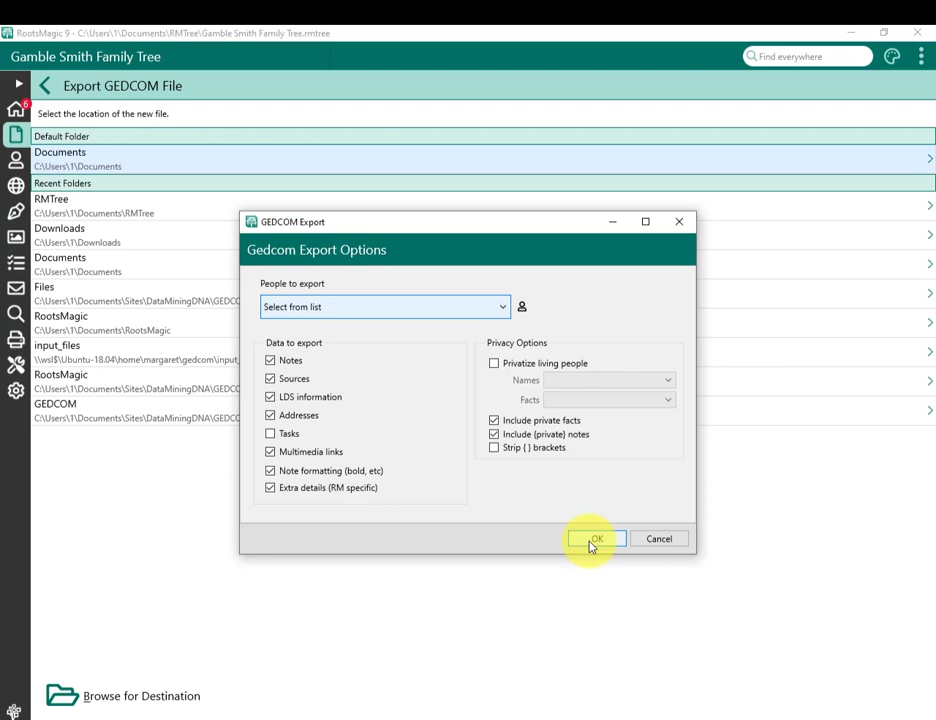 RootsMagic 9 - C:\Users\1\Documents\RMTree\Gamble Smith Family Tree.rmtree
Gamble Smith Family Tree
Find everywhere
Export GEDCOM File
6
Select the location of the new file.
Default Folder
Documents
C:\Users\1\Documents
Recent Folders
RMTree
C:\Users\1\Documents\RMTree
Downloads
C:\Users\1\Downloads
Documents
C:\Users\1\Documents
Files
C:\Users\1\Documents\Sites\DataMiningDNA\GEDC
RootsMagic
C:\Users\1\Documents\RootsMagic
input_files
\\wsl$\Ubuntu-18.04\home\margaret\gedcom\input_
RootsMagic
C:\Users\1\Documents\Sites\DataMiningDNA\GEDC
GEDCOM
C:\Users\1\Documents\Sites\DataMiningDNA\GEDC
GEDCOM Export
Gedcom Export Options
People to export
Select from list
Data to export
Notes
Sources
LDS information
Addresses
Tasks
Multimedia links
Note formatting (bold, etc)
Extra details (RM specific)
Privacy Options
Privatize living people
Names
Facts
Include private facts
Include {private} notes
Strip { } brackets
OK
Cancel
Browse for Destination